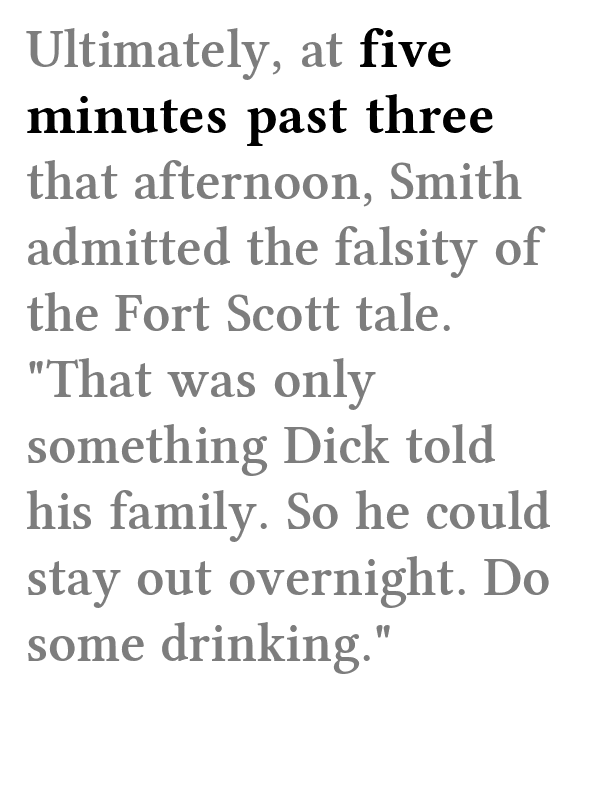 Ultimately, at five
minutes past three
that afternoon, Smith
admitted the falsity of
the Fort Scott tale.
"That was only
something Dick told
his family. So he could
stay out overnight. Do
some drinking."